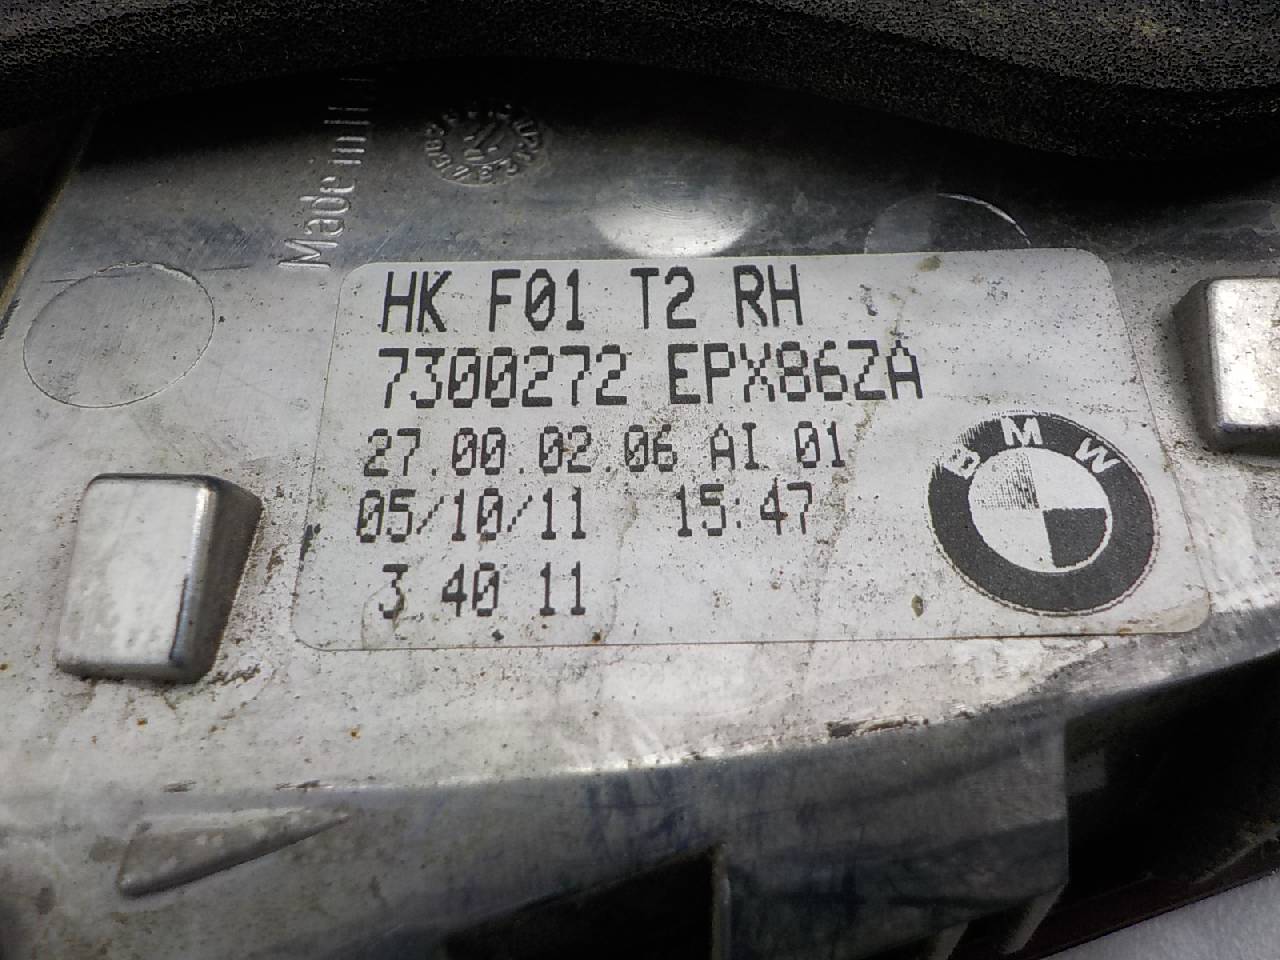 Made in
HK F01 T2 RH
7300272 EPX86ZA
27.00.02.06 AI 01
05/10/11 15:47
3 40 11
BMW